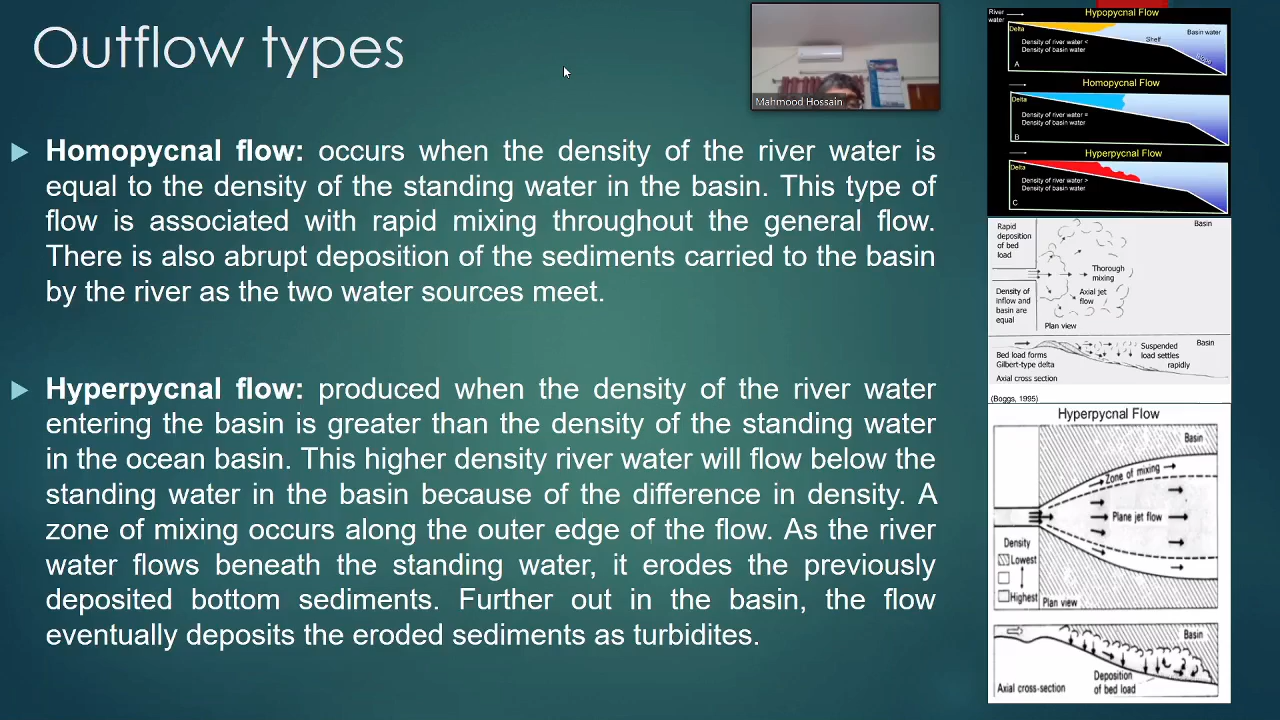 Outflow types
Mahmood Hossain
Homopycnal flow: occurs when the density of the river water is
equal to the density of the standing water in the basin. This type of
flow is associated with rapid mixing throughout the general flow.
There is also abrupt deposition of the sediments carried to the basin
by the river as the two water sources meet.
Hyperpycnal flow: produced when the density of the river water
entering the basin is greater than the density of the standing water
in the ocean basin. This higher density river water will flow below the
standing water in the basin because of the difference in density. A
zone of mixing occurs along the outer edge of the flow. As the river
water flows beneath the standing water, it erodes the previously
deposited bottom sediments. Further out in the basin, the flow
eventually deposits the eroded sediments as turbidites.
River
water
Hypopycnal Flow
Delta
Basin water
Shelf
Slope
Density of river water <
Density of basin water
A
Homopycnal Flow
Delta
Density of river water =
Density of basin water
B
Hyperpycnal Flow
Delta
Density of river water >
Density of basin water
C
Rapid
deposition
of bed
load
Basin
Thorough
mixing
Axial jet
flow
Density of
inflow and
basin are
equal
Plan view
Suspended
load settles
rapidly
Basin
Bed load forms
Gilbert-type delta
Axial cross section
(Boggs, 1995)
Hyperpycnal Flow
Basin
Zone of mixing
Plane jet flow
Density
Lowest
Highest
Plan view
Basin
Deposition
of bed load
Axial cross-section